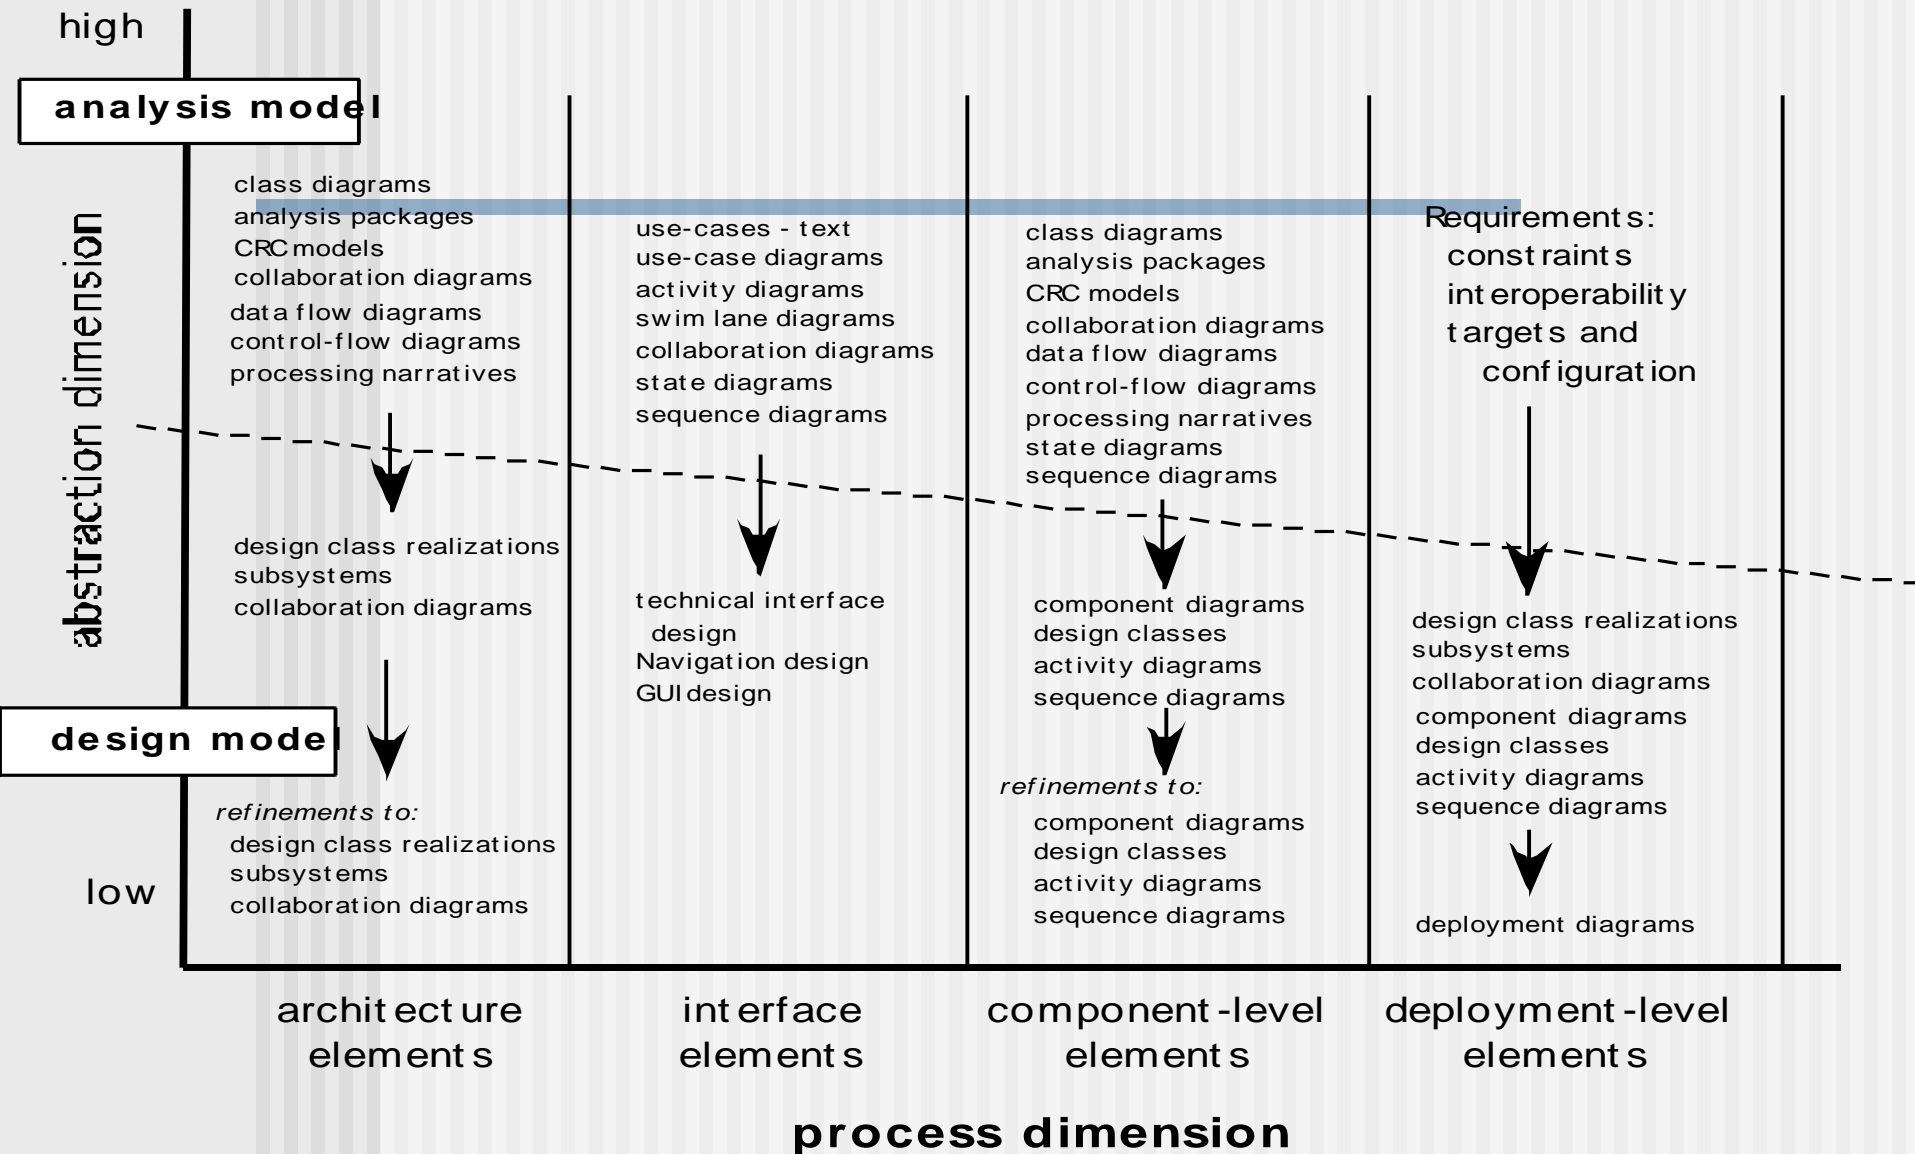 high
analysis model
abstraction dimension
class diagrams
analysis packages
CRC models
collaboration diagrams
data flow diagrams
control-flow diagrams
processing narratives
design class realizations
subsystems
collaboration diagrams
design model
refinements to:
design class realizations
subsystems
collaboration diagrams
low
use-cases - text
use-case diagrams
activity diagrams
swim lane diagrams
collaboration diagrams
state diagrams
sequence diagrams
technical interface
design
Navigation design
GUI design
class diagrams
analysis packages
CRC models
collaboration diagrams
data flow diagrams
control-flow diagrams
processing narratives
state diagrams
sequence diagrams
component diagrams
design classes
activity diagrams
sequence diagrams
refinements to:
component diagrams
design classes
activity diagrams
sequence diagrams
Requirements:
constraints
interoperability
targets and
configuration
design class realizations
subsystems
collaboration diagrams
component diagrams
design classes
activity diagrams
sequence diagrams
deployment diagrams
architecture
elements
interface
elements
component-level
elements
deployment-level
elements
process dimension